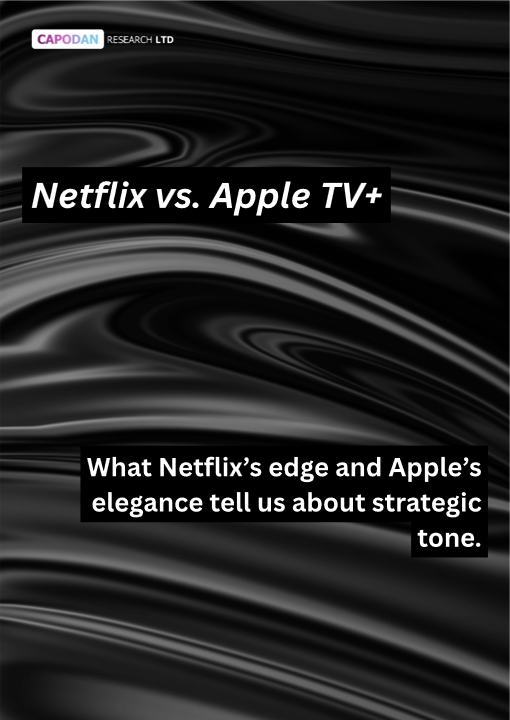 CAPODAN RESEARCH LTD
Netflix vs. Apple TV+
What Netflix’s edge and Apple’s
elegance tell us about strategic
tone.